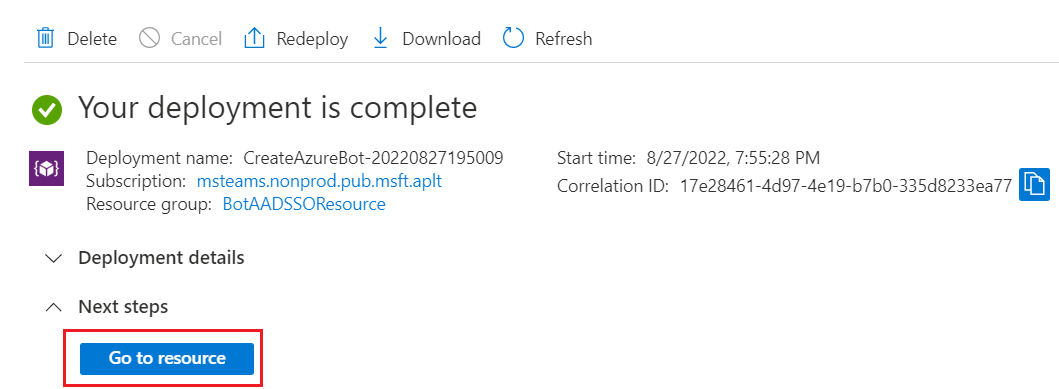 Delete Cancel Redeploy Download Refresh
Your deployment is complete
Deployment name: CreateAzureBot-20220827195009 Start time: 8/27/2022, 7:55:28 PM
Subscription: msteams.nonprod.pub.msft.aplt Correlation ID: 17e28461-4d97-4e19-b7b0-335d8233ea77
Resource group: BotAADSSOResource
Deployment details
Next steps
Go to resource